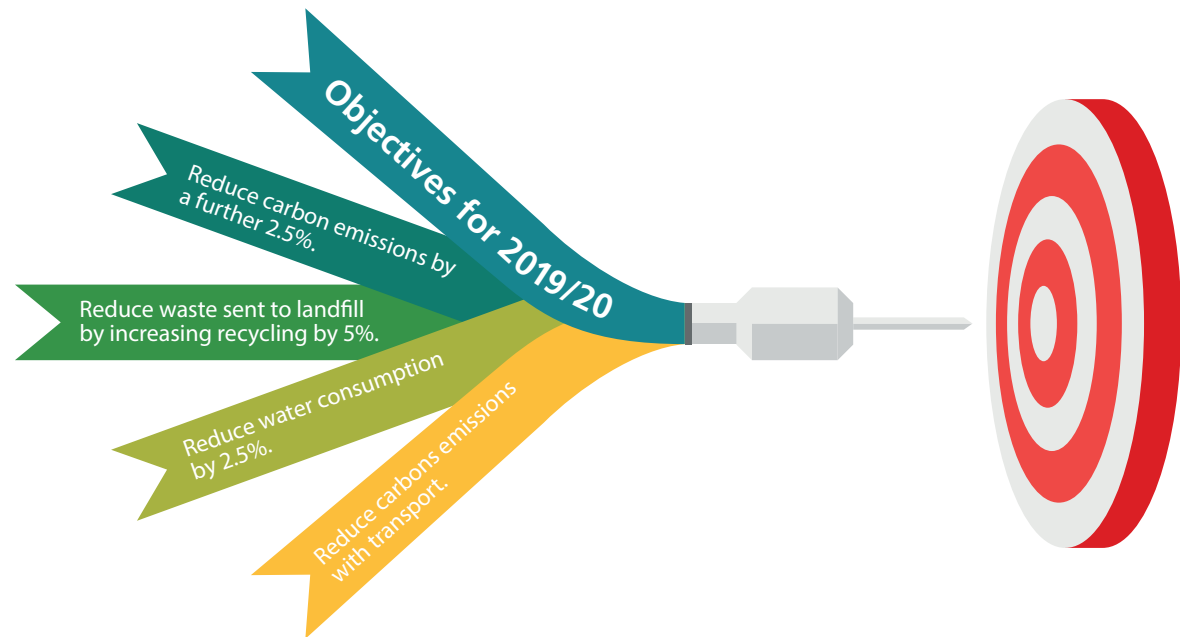 Objectives for 2019/20
Reduce carbon emissions by
a further 2.5%.
Reduce waste sent to landfill
by increasing recycling by 5%.
Reduce water consumption
by 2.5%.
Reduce carbons emissions
with transport.